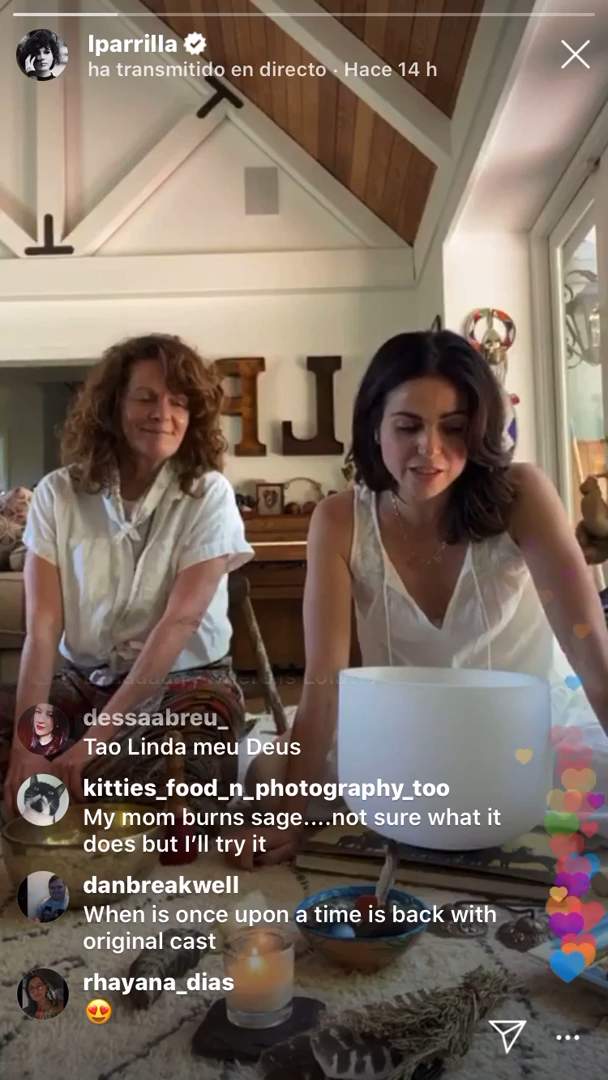 lparrilla
ha transmitido en directo · Hace 14 h
dessaabreu_
Tao Linda meu Deus
kitties_food_n_photography_too
My mom burns sage....not sure what it
does but I’ll try it
danbreakwell
When is once upon a time is back with
original cast
rhayana_dias
😍